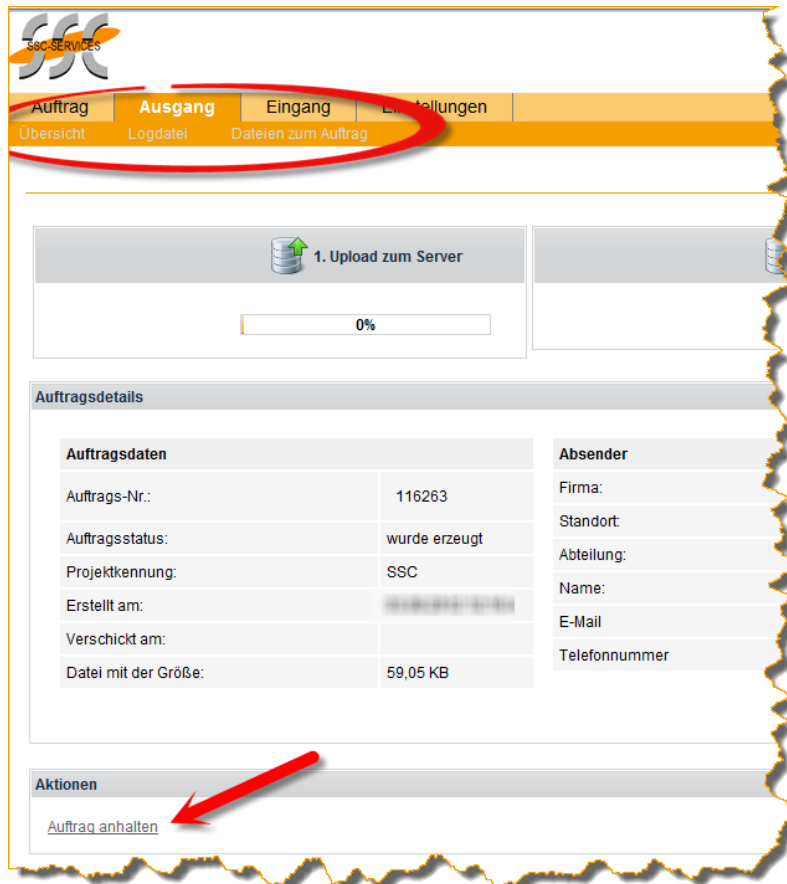 SSC-SERVICES
Auftrag Ausgang Eingang Einstellungen
Übersicht Logdatei Dateien zum Auftrag
1. Upload zum Server
0%
Auftragsdetails
Auftragsdaten
Auftrags-Nr.: 116263
Auftragsstatus: wurde erzeugt
Projektkennung: SSC
Erstellt am:
Verschickt am:
Datei mit der Größe: 59,05 KB
Absender
Firma:
Standort:
Abteilung:
Name:
E-Mail
Telefonnummer
Aktionen
Auftrag anhalten